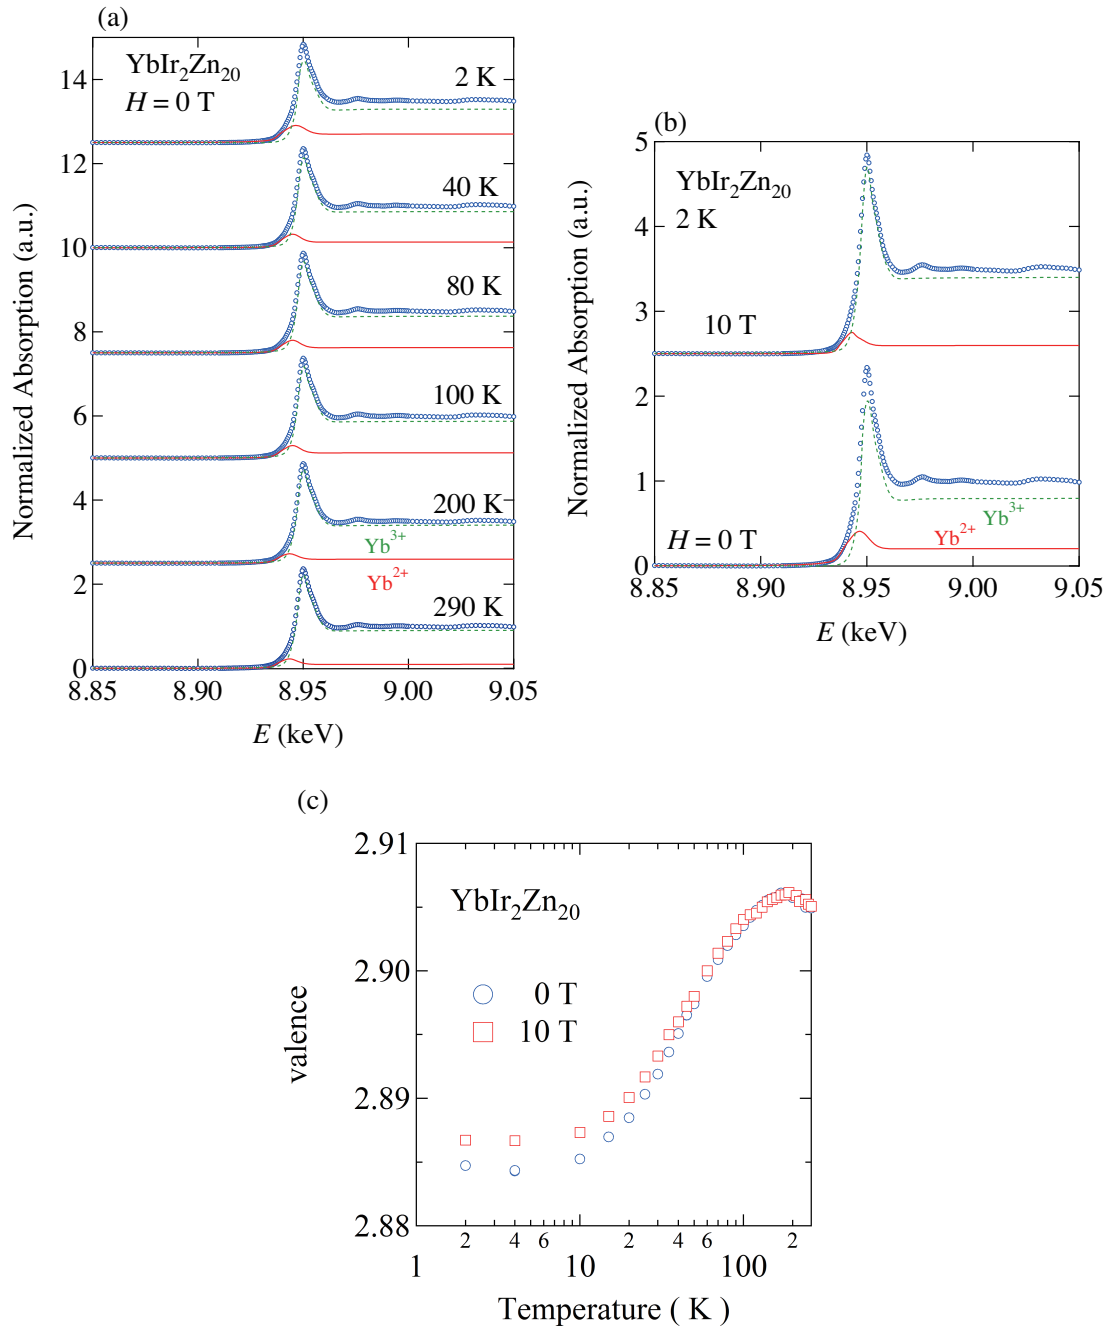 (a)
YbIr₂Zn₂₀
H = 0 T
2 K
40 K
80 K
100 K
200 K
Yb³⁺
Yb²⁺
290 K
Normalized Absorption (a.u.)
14
12
10
8
6
4
2
0
8.85 8.90 8.95 9.00 9.05
E (keV)
(b)
YbIr₂Zn₂₀
2 K
10 T
H = 0 T
Yb³⁺
Yb²⁺
Normalized Absorption (a.u.)
5
4
3
2
1
0
8.85 8.90 8.95 9.00 9.05
E (keV)
(c)
YbIr₂Zn₂₀
0 T
10 T
valence
2.91
2.90
2.89
2.88
2 4 6 2 4 6 2
1 10 100
Temperature ( K )